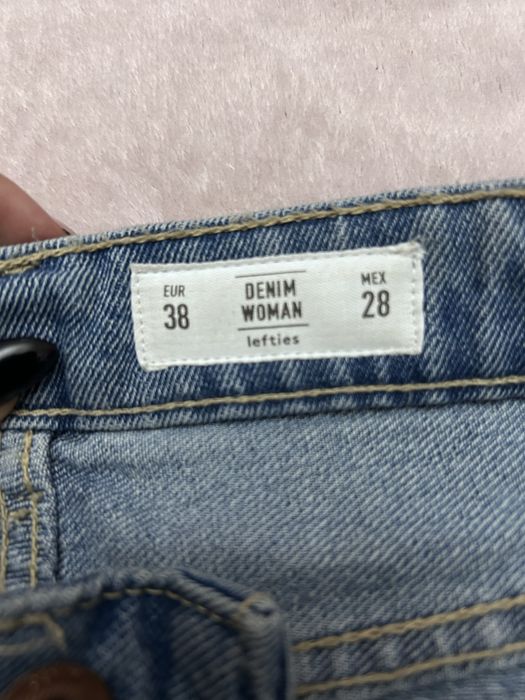 EUR
38
DENIM
WOMAN
lefties
MEX
28